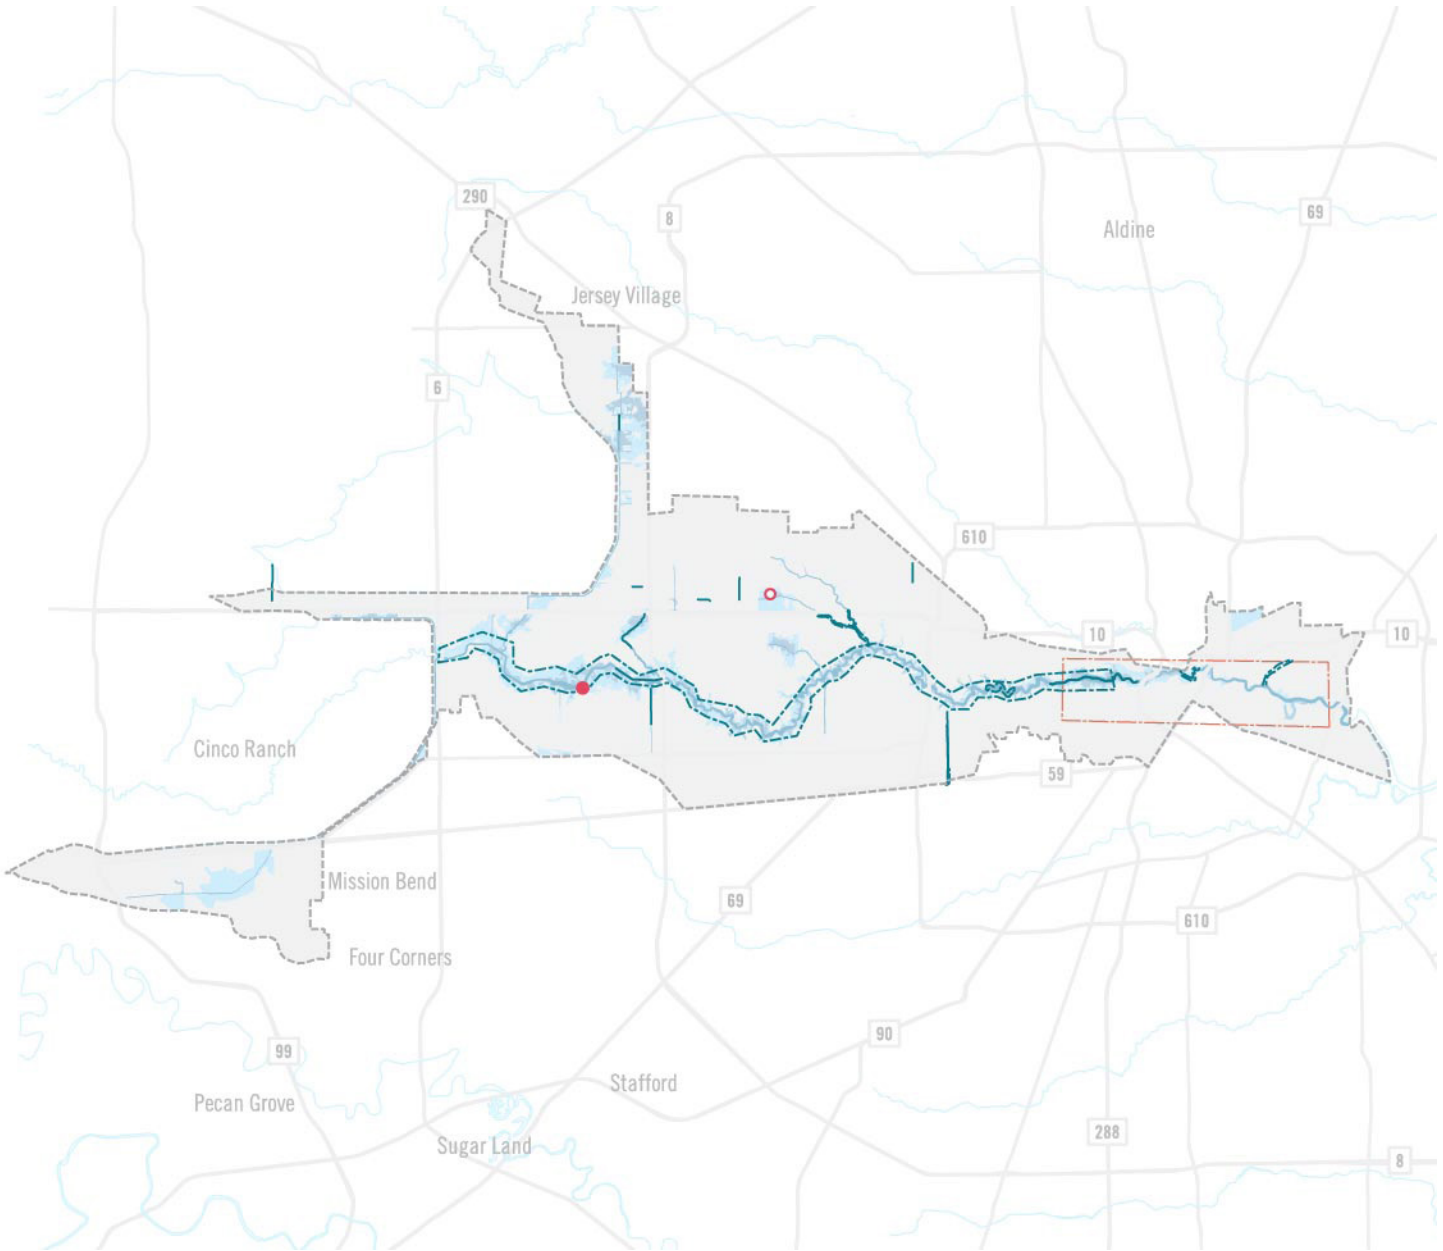 290
8
69
Aldine
Jersey Village
6
610
10
10
Cinco Ranch
59
Mission Bend
69
610
Four Corners
90
99
Stafford
Pecan Grove
288
Sugar Land
8